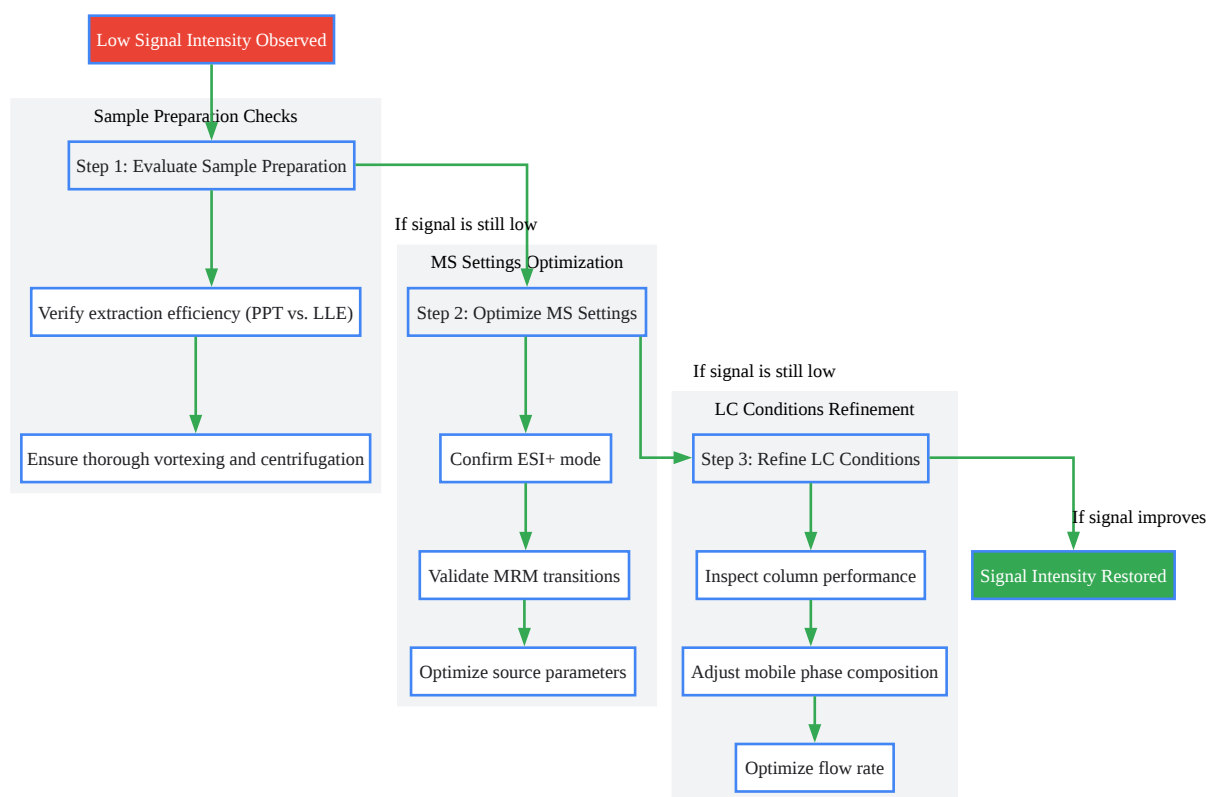 Low Signal Intensity Observed
Sample Preparation Checks
Step 1: Evaluate Sample Preparation
If signal is still low
MS Settings Optimization
Verify extraction efficiency (PPT vs. LLE)
Step 2: Optimize MS Settings
If signal is still low
LC Conditions Refinement
Ensure thorough vortexing and centrifugation
Confirm ESI+ mode
Step 3: Refine LC Conditions
If signal improves
Validate MRM transitions
Inspect column performance
Signal Intensity Restored
Optimize source parameters
Adjust mobile phase composition
Optimize flow rate